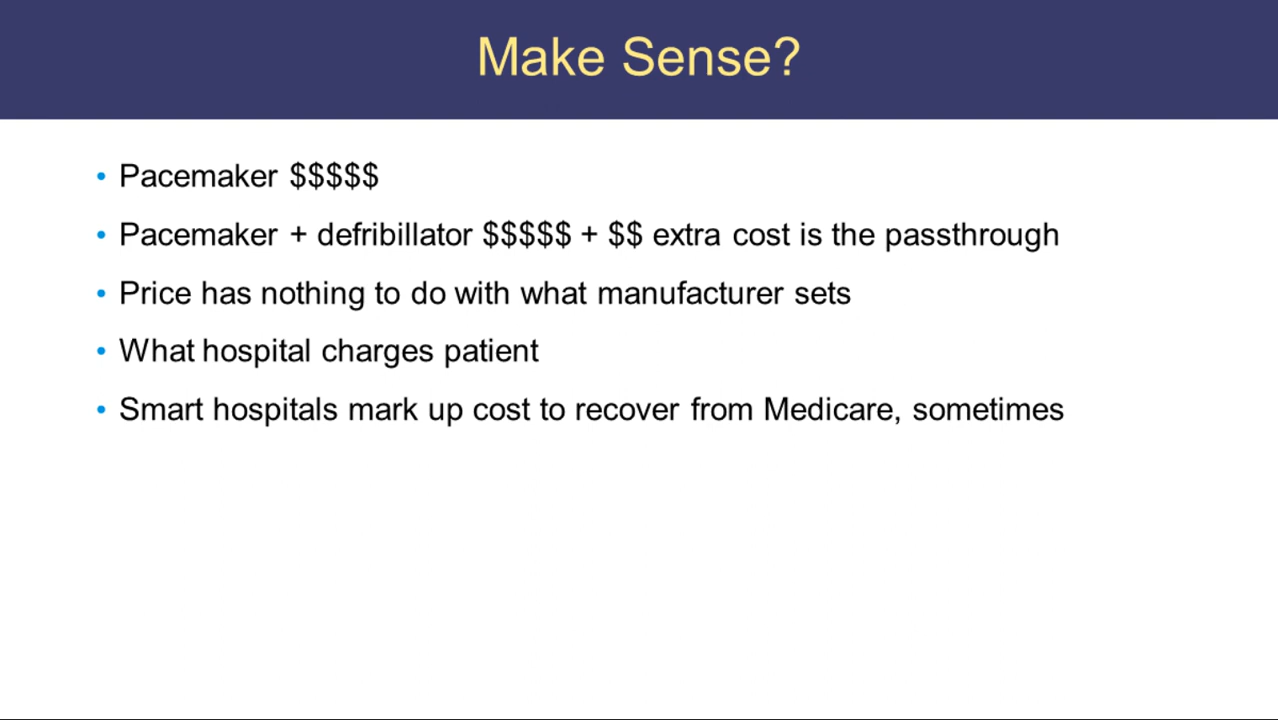 Make Sense?
• Pacemaker $$$$$
• Pacemaker + defribillator $$$$$ + $$ extra cost is the passthrough
• Price has nothing to do with what manufacturer sets
• What hospital charges patient
• Smart hospitals mark up cost to recover from Medicare, sometimes